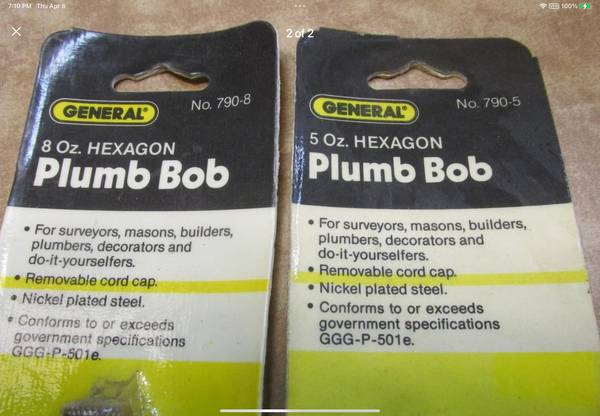 7:10 PM Thu Apr 6
100%
2 of 2
GENERAL®
No. 790-8
8 Oz. HEXAGON
Plumb Bob
• For surveyors, masons, builders,
plumbers, decorators and
do-it-yourselfers.
• Removable cord cap.
• Nickel plated steel.
• Conforms to or exceeds
government specifications
GGG-P-501e.
GENERAL®
No. 790-5
5 Oz. HEXAGON
Plumb Bob
• For surveyors, masons, builders,
plumbers, decorators and
do-it-yourselfers.
• Removable cord cap.
• Nickel plated steel.
• Conforms to or exceeds
government specifications
GGG-P-501e.